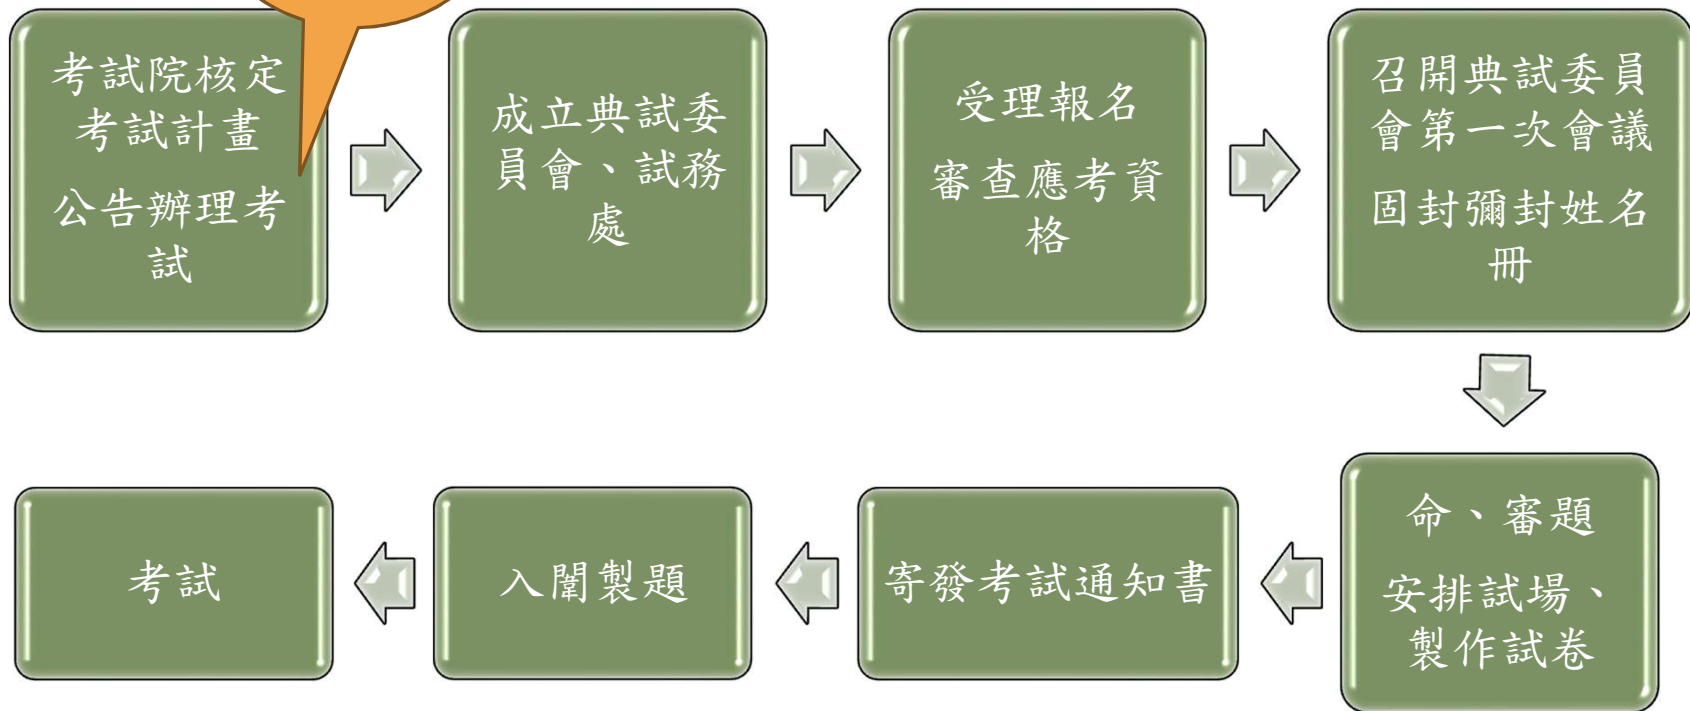 考試院核定
考試計畫
公告辦理考
試
成立典試委
員會、試務
處
受理報名
審查應考資
格
召開典試委員
會第一次會議
固封彌封姓名
冊
命、審題
安排試場、
製作試卷
寄發考試通知書
入闈製題
考試